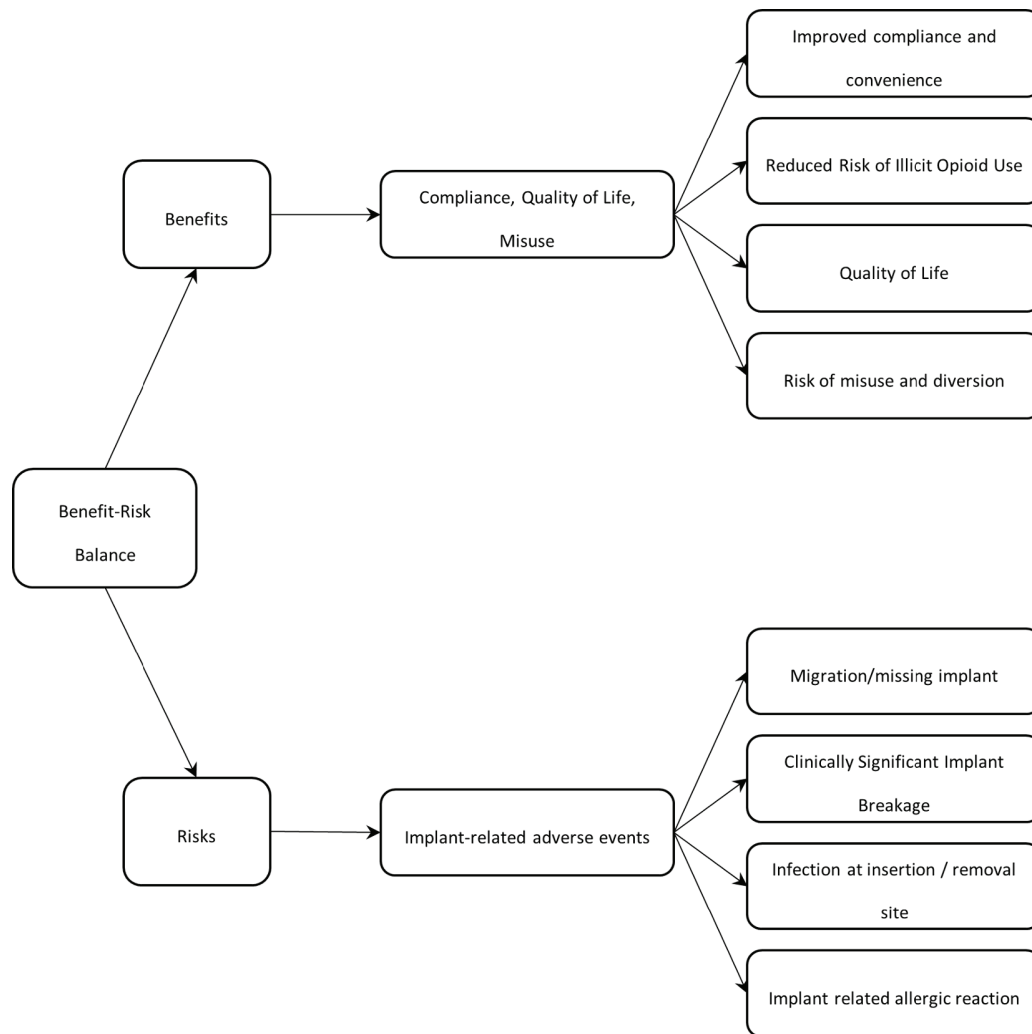 Improved compliance and
convenience
Reduced Risk of Illicit Opioid Use
Benefits
Compliance, Quality of Life,
Misuse
Quality of Life
Risk of misuse and diversion
Benefit-Risk
Balance
Migration/missing implant
Clinically Significant Implant
Breakage
Risks
Implant-related adverse events
Infection at insertion / removal
site
Implant related allergic reaction